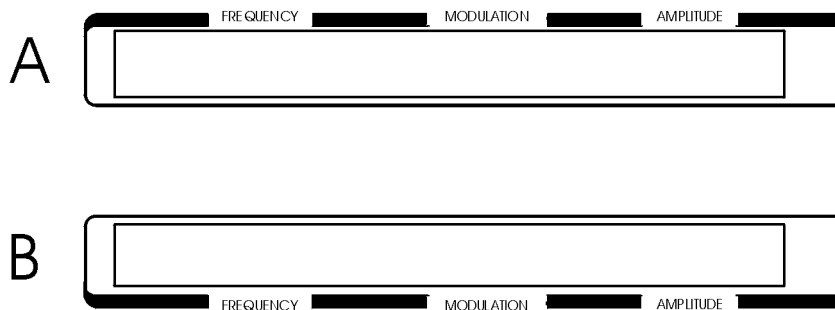 FREQUENCY MODULATION AMPLITUDE
A
B
FREQUENCY MODULATION AMPLITUDE